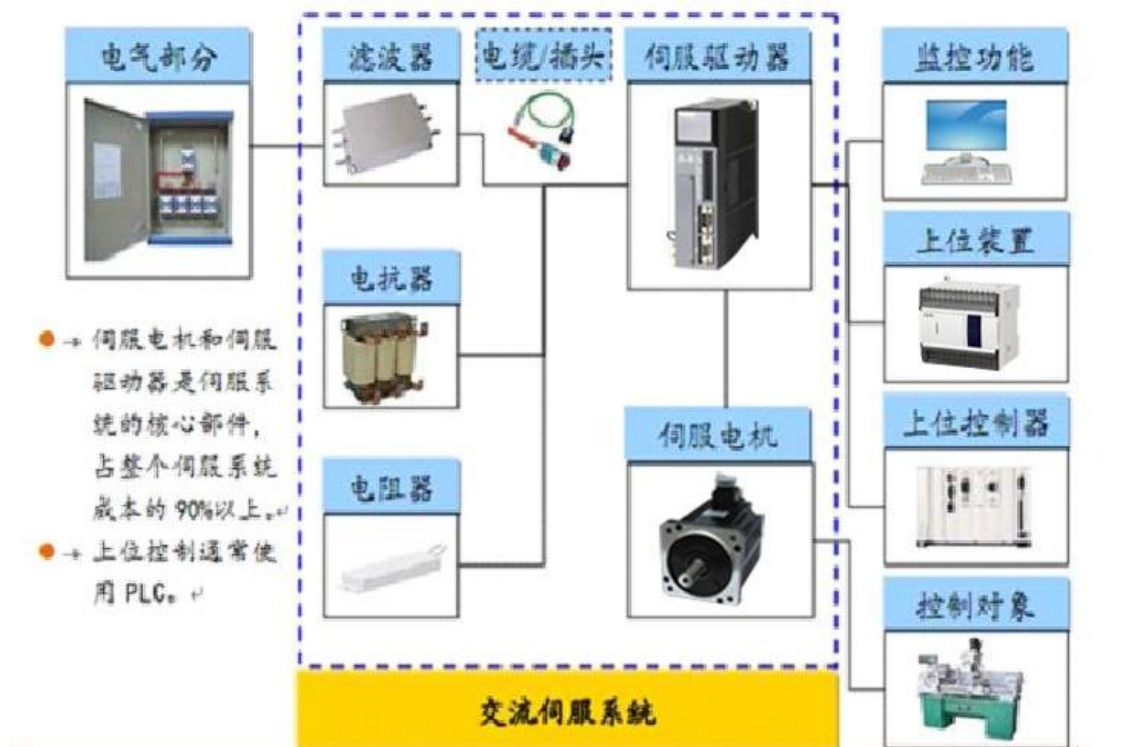 电气部分
滤波器
电缆/插头
伺服驱动器
监控功能
上位装置
电抗器
伺服电机和伺服
驱动器是伺服系
统的核心部件，
占整个伺服系统
成本的90%以上。
上位控制通常使
用PLC。
电阻器
伺服电机
上位控制器
控制对象
交流伺服系统